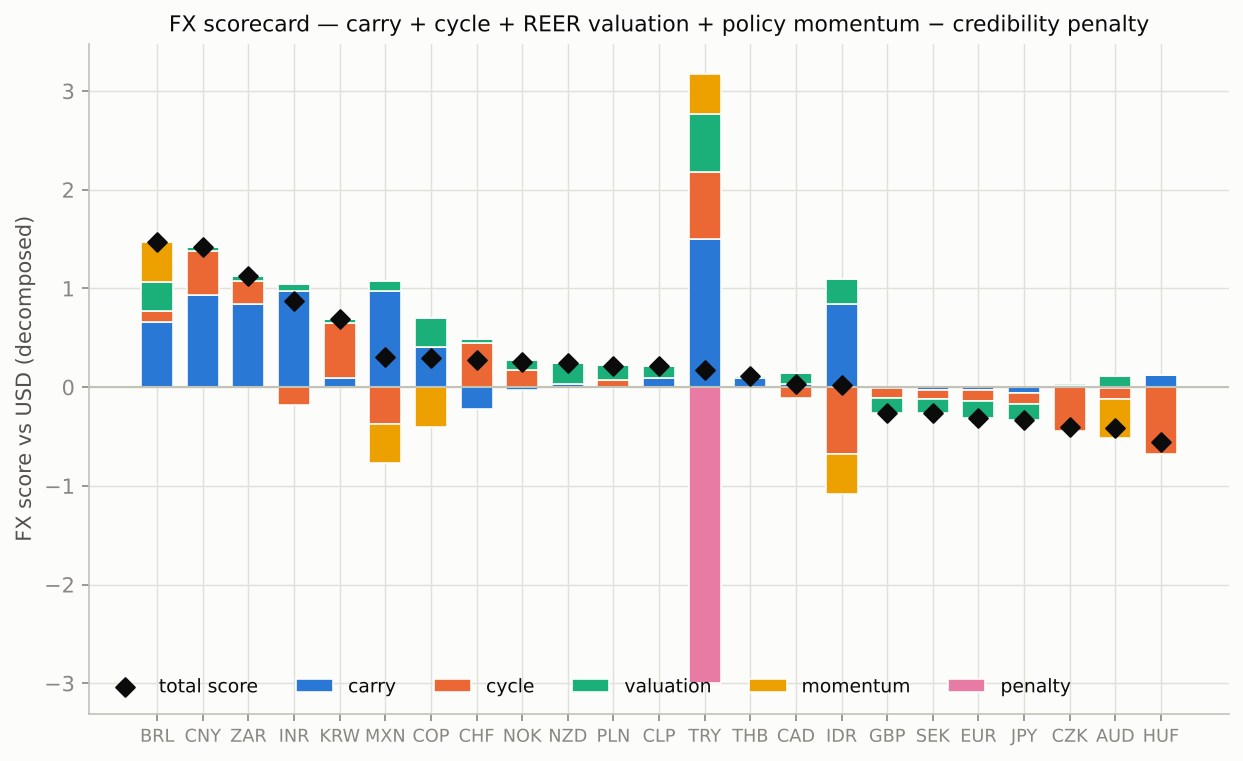 FX scorecard — carry + cycle + REER valuation + policy momentum − credibility penalty
FX score vs USD (decomposed)
3
2
1
0
−1
−2
−3
total score carry cycle valuation momentum penalty
BRL CNY ZAR INR KRW MXN COP CHF NOK NZD PLN CLP TRY THB CAD IDR GBP SEK EUR JPY CZK AUD HUF